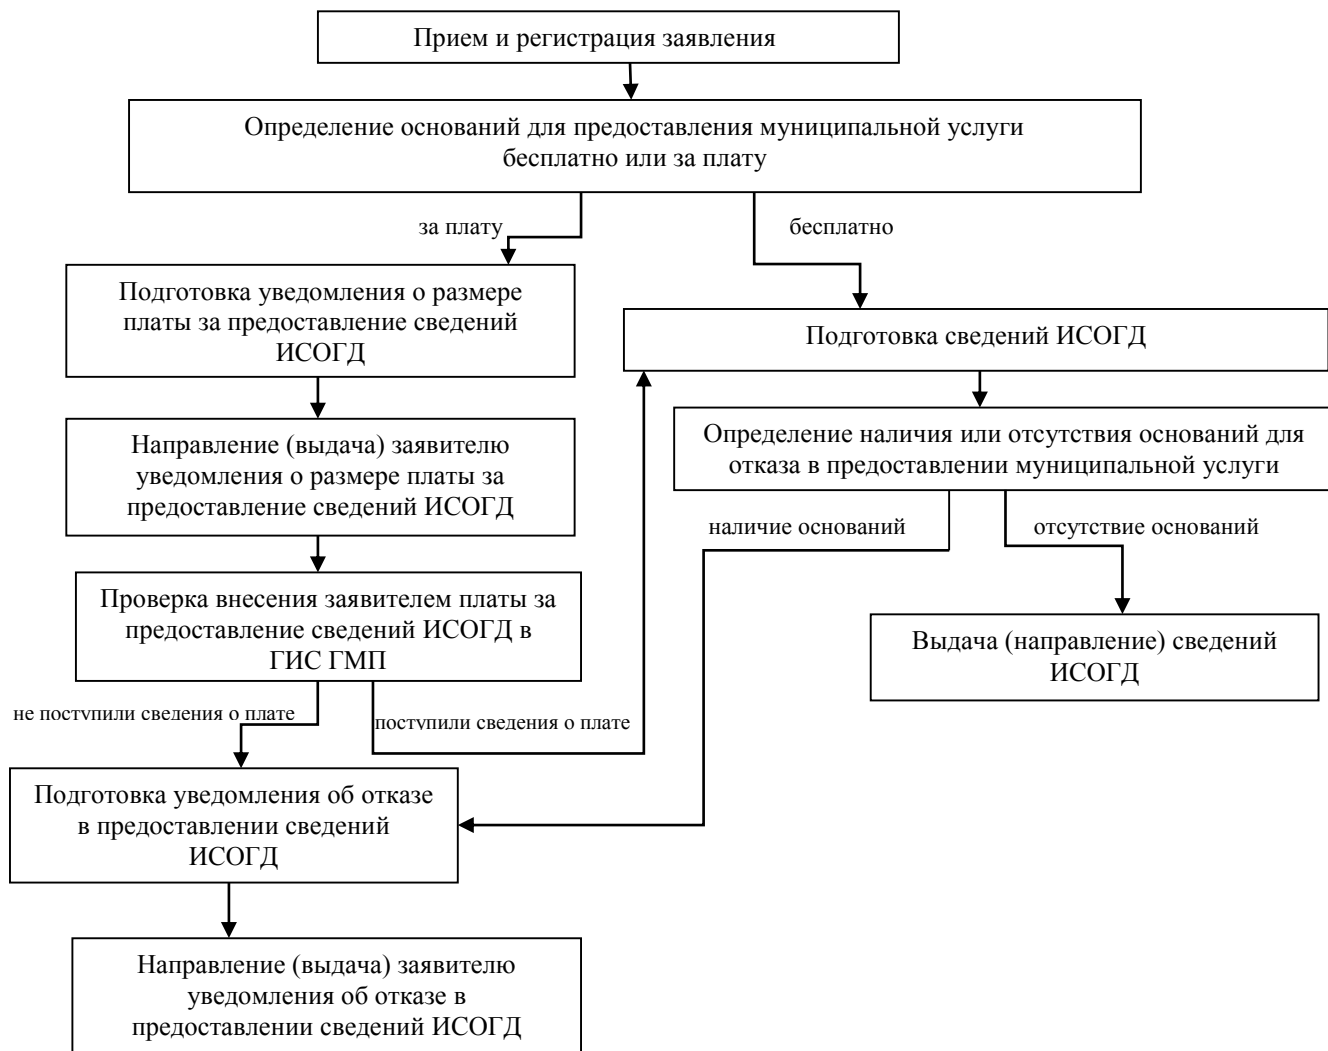 Прием и регистрация заявления
Определение оснований для предоставления муниципальной услуги
бесплатно или за плату
за плату
бесплатно
Подготовка уведомления о размере
платы за предоставление сведений
ИСОГД
Подготовка сведений ИСОГД
Направление (выдача) заявителю
уведомления о размере платы за
предоставление сведений ИСОГД
Определение наличия или отсутствия оснований для
отказа в предоставлении муниципальной услуги
наличие оснований
отсутствие оснований
Проверка внесения заявителем платы за
предоставление сведений ИСОГД в
ГИС ГМП
Выдача (направление) сведений
ИСОГД
не поступили сведения о плате
поступили сведения о плате
Подготовка уведомления об отказе
в предоставлении сведений
ИСОГД
Направление (выдача) заявителю
уведомления об отказе в
предоставлении сведений ИСОГД